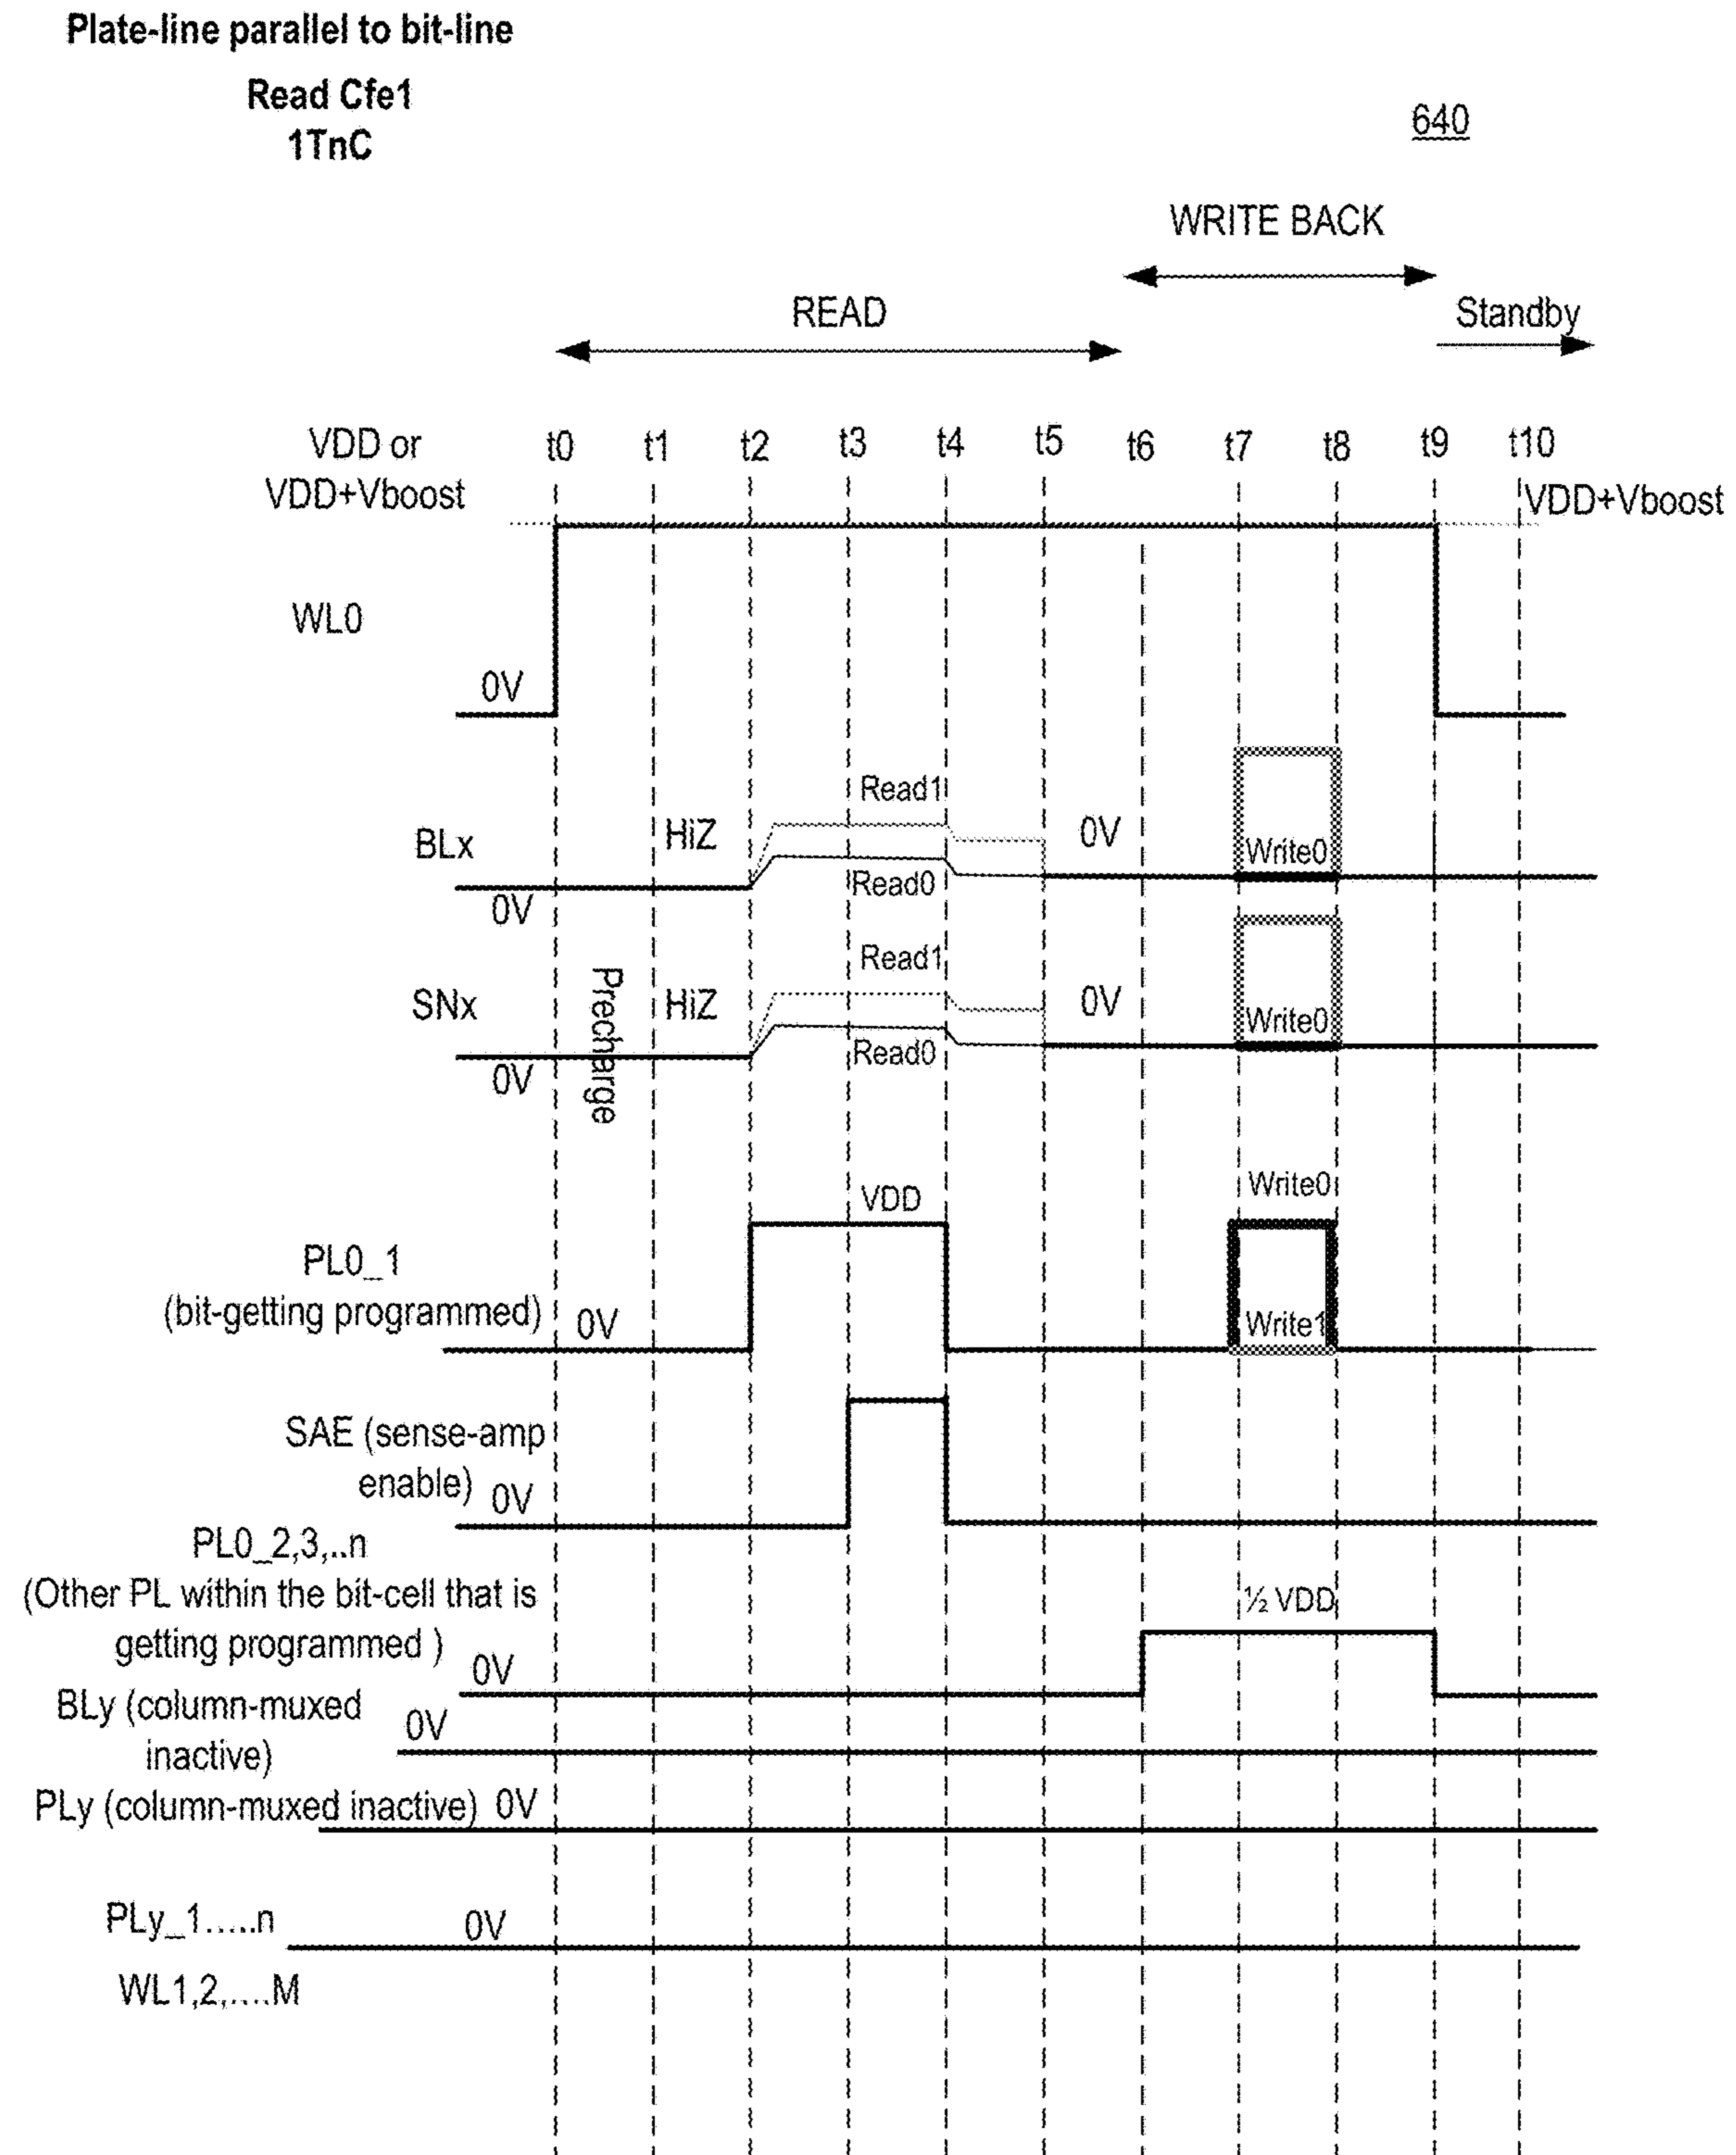 Plate-line parallel to bit-line
Read Cfe1
1TnC
640
WRITE BACK
READ
Standby
VDD or
VDD+Vboost
t0 t1 t2 t3 t4 t5 t6 t7 t8 t9 t10
VDD+Vboost
WL0
0V
Read1
BLx
HiZ
0V
Write0
Read0
0V
Read1
SNx
Precharge
HiZ
0V
Write0
Read0
0V
VDD
Write0
PL0_1
(bit-getting programmed)
0V
Write1
SAE (sense-amp
enable)
0V
PL0_2,3,..n
(Other PL within the bit-cell that is
getting programmed )
½ VDD
0V
BLy (column-muxed
inactive)
0V
PLy (column-muxed inactive) 0V
PLy_1.....n
0V
WL1,2,....M